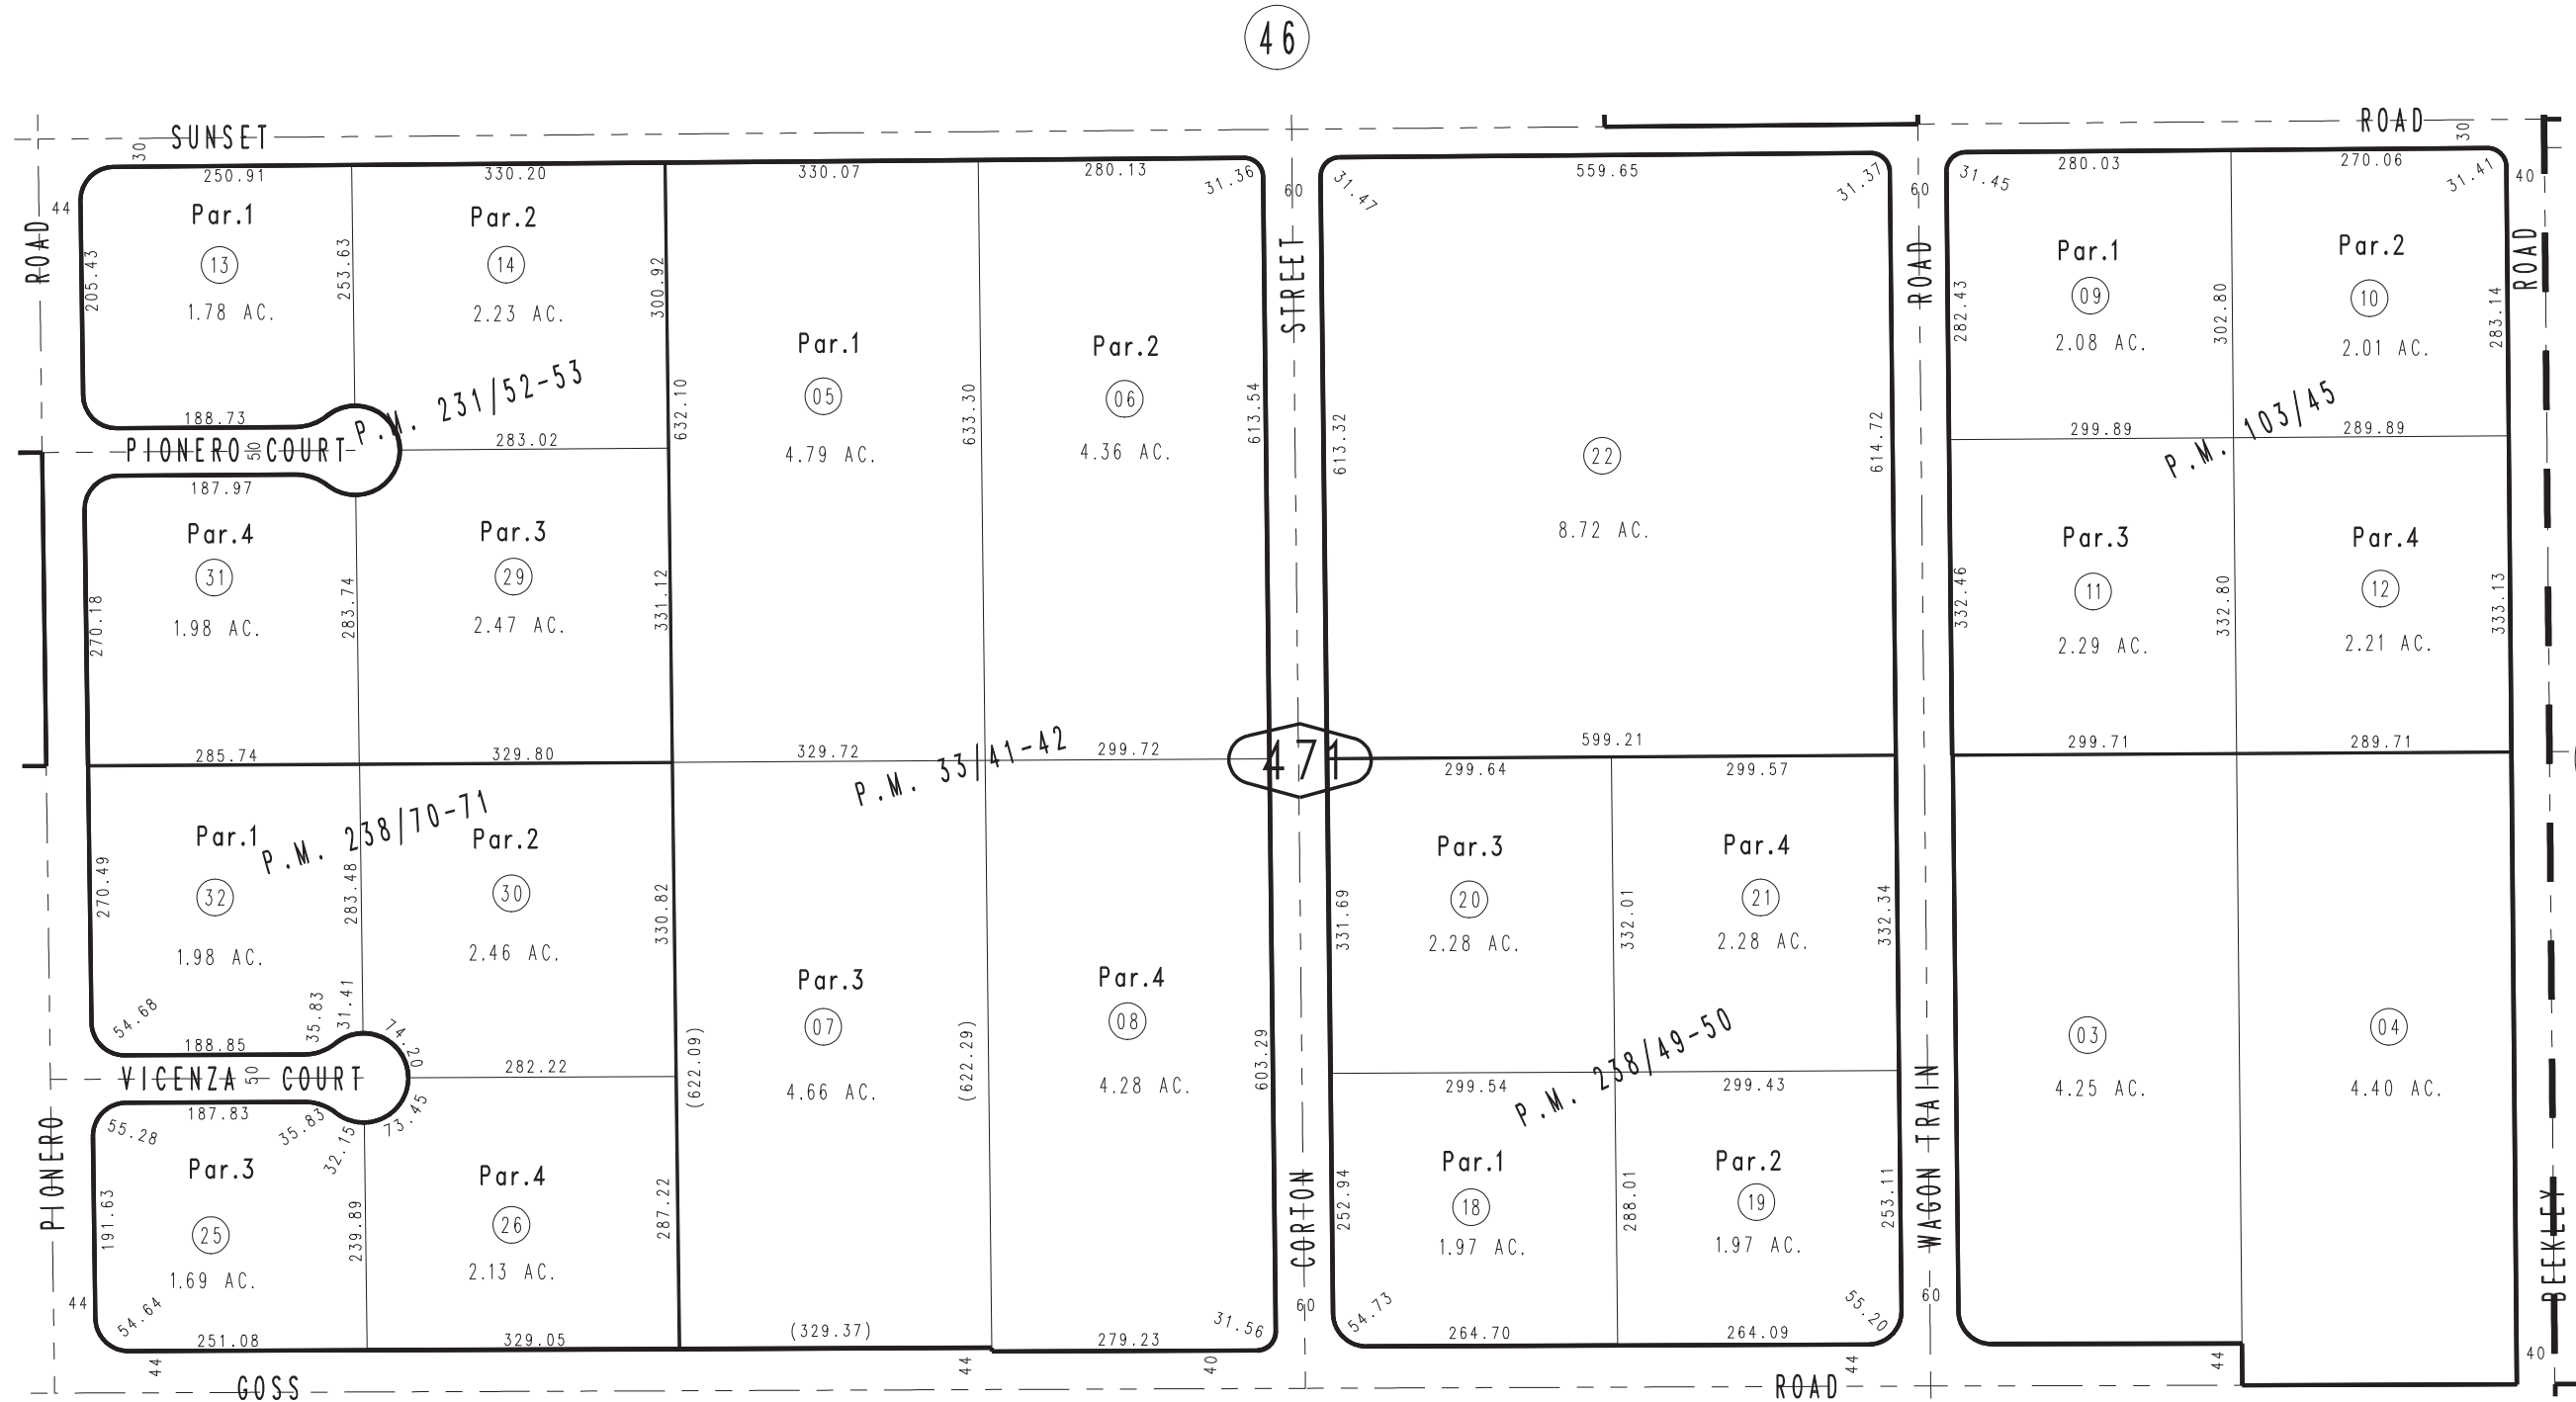 46
SUNSET
ROAD
30
30
250.91
330.20
330.07
280.13
31.36
60
31.47
559.65
31.37
60
31.45
280.03
270.06
31.41
40
44
ROAD
205.43
Par.1
13
1.78 AC.
253.63
Par.2
14
2.23 AC.
300.92
Par.1
05
4.79 AC.
632.10
633.30
Par.2
06
4.36 AC.
613.54
STREET
613.32
22
8.72 AC.
614.72
ROAD
282.43
Par.1
09
2.08 AC.
302.80
Par.2
10
2.01 AC.
283.14
ROAD
P.M. 231/52-53
188.73
PIONERO COURT
50
283.02
187.97
P.M. 103/45
299.89
289.89
270.18
Par.4
31
1.98 AC.
283.74
Par.3
29
2.47 AC.
331.12
332.46
Par.3
11
2.29 AC.
332.80
Par.4
12
2.21 AC.
333.13
285.74
329.80
329.72
299.72
P.M. 33/41-42
471
599.21
299.64
299.57
299.71
289.71
P.M. 238/70-71
270.49
Par.1
32
1.98 AC.
283.48
Par.2
30
2.46 AC.
330.82
331.69
Par.3
20
2.28 AC.
332.01
Par.4
21
2.28 AC.
332.34
54.68
35.83
31.41
74.20
188.85
VICENZA COURT
50
282.22
187.83
55.28
35.83
32.15
73.45
(622.09)
Par.3
07
4.66 AC.
(622.29)
Par.4
08
4.28 AC.
603.29
P.M. 238/49-50
299.54
299.43
03
4.25 AC.
04
4.40 AC.
PIONERO
191.63
Par.3
25
1.69 AC.
239.89
Par.4
26
2.13 AC.
287.22
CORTION
252.94
Par.1
18
1.97 AC.
288.01
Par.2
19
1.97 AC.
253.11
WAGON TRAIN
BEEKLEY
44
54.64
251.08
329.05
(329.37)
279.23
31.56
60
54.73
264.70
264.09
55.20
60
44
44
40
44
44
40
GOSS
ROAD